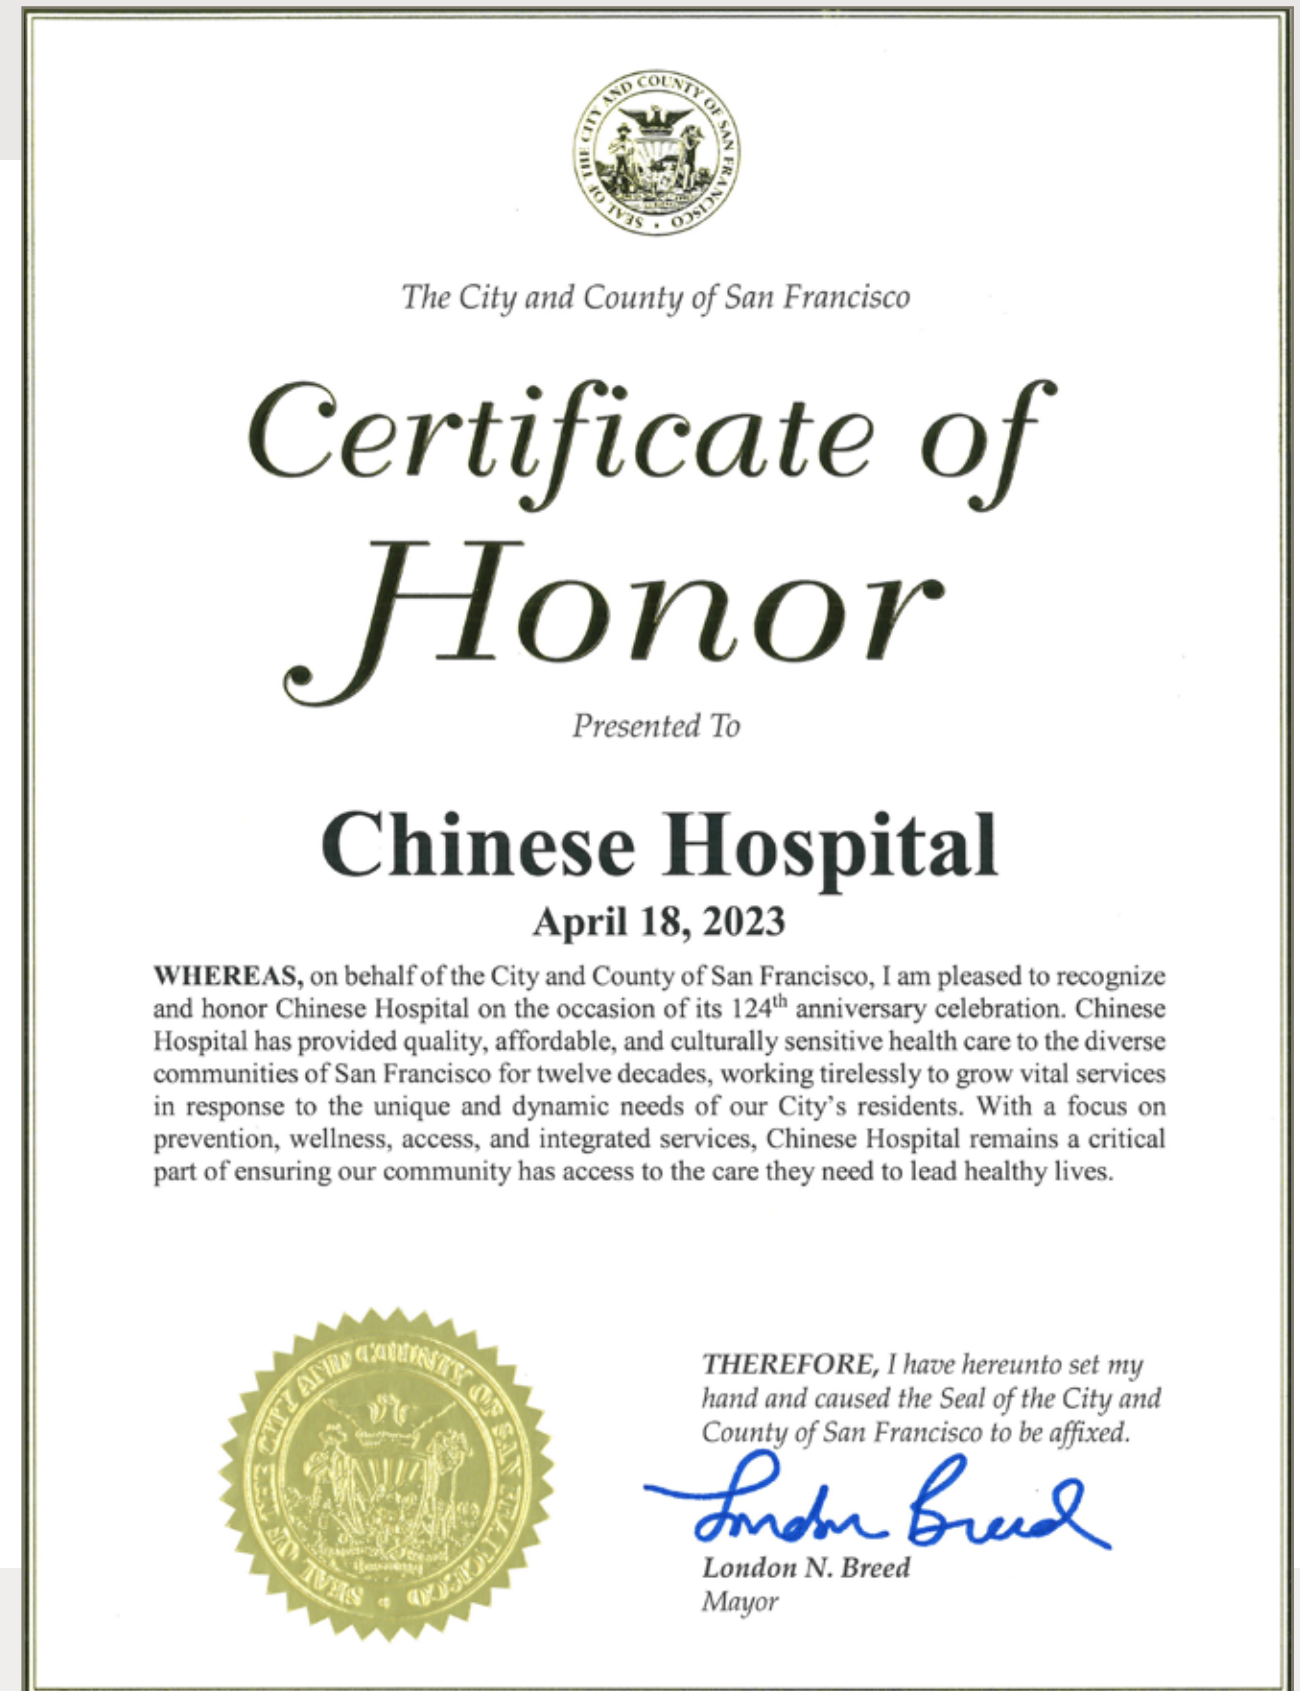 SEAL OF THE CITY AND COUNTY OF SAN FRANCISCO
The City and County of San Francisco
Certificate of
Honor
Presented To
Chinese Hospital
April 18, 2023
WHEREAS, on behalf of the City and County of San Francisco, I am pleased to recognize
and honor Chinese Hospital on the occasion of its 124th anniversary celebration. Chinese
Hospital has provided quality, affordable, and culturally sensitive health care to the diverse
communities of San Francisco for twelve decades, working tirelessly to grow vital services
in response to the unique and dynamic needs of our City's residents. With a focus on
prevention, wellness, access, and integrated services, Chinese Hospital remains a critical
part of ensuring our community has access to the care they need to lead healthy lives.
SEAL OF THE CITY AND COUNTY OF SAN FRANCISCO
THEREFORE, I have hereunto set my
hand and caused the Seal of the City and
County of San Francisco to be affixed.
London Breed
London N. Breed
Mayor